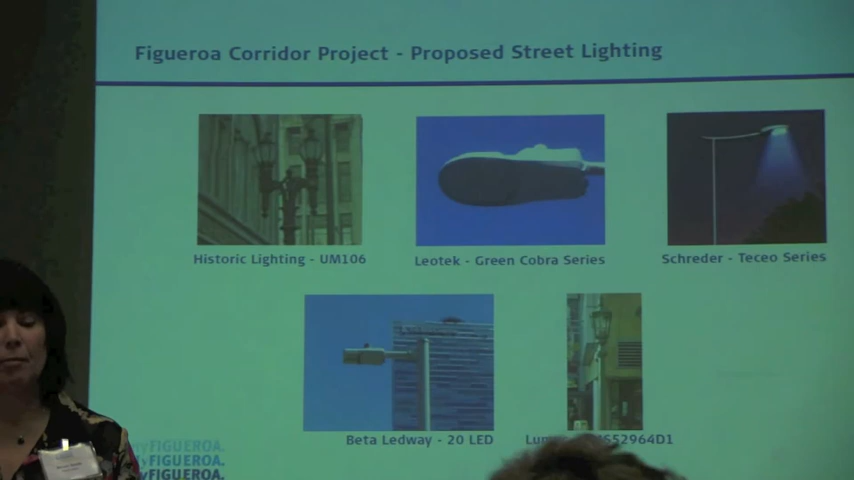 Figueroa Corridor Project - Proposed Street Lighting
Historic Lighting - UM106
Leotek - Green Cobra Series
Schreder - Teceo Series
Beta Ledway - 20 LED
FIGUEROA.
FIGUEROA.
FIGUEROA.